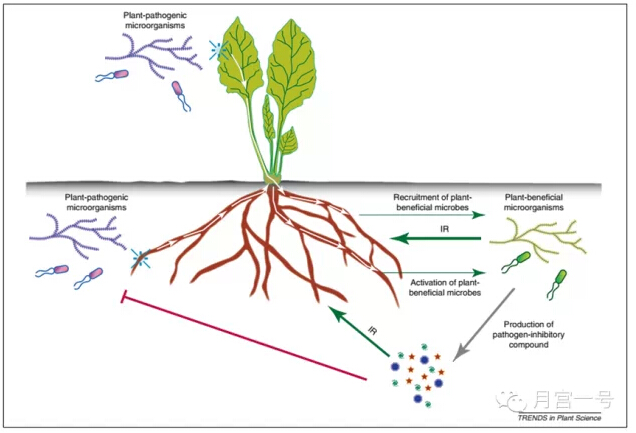 Plant-pathogenic
microorganisms
Plant-pathogenic
microorganisms
Recruitment of plant-
beneficial microbes
Plant-beneficial
microorganisms
IR
Activation of plant-
beneficial microbes
Production of
pathogen-inhibitory
compound
IR
月宫一号
TRENDS in Plant Science